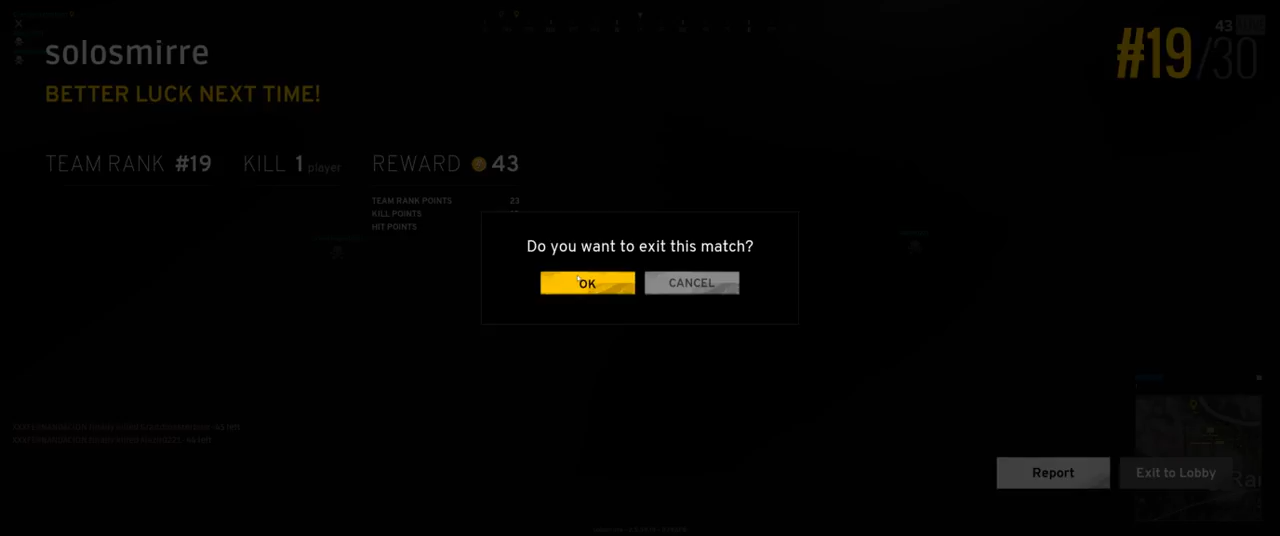 43
solosmirre
#19/30
BETTER LUCK NEXT TIME!
TEAM RANK #19 KILL 1 player REWARD 43
TEAM RANK POINTS 23
KILL POINTS
HIT POINTS
Do you want to exit this match?
OK CANCEL
Report Exit to Lobby